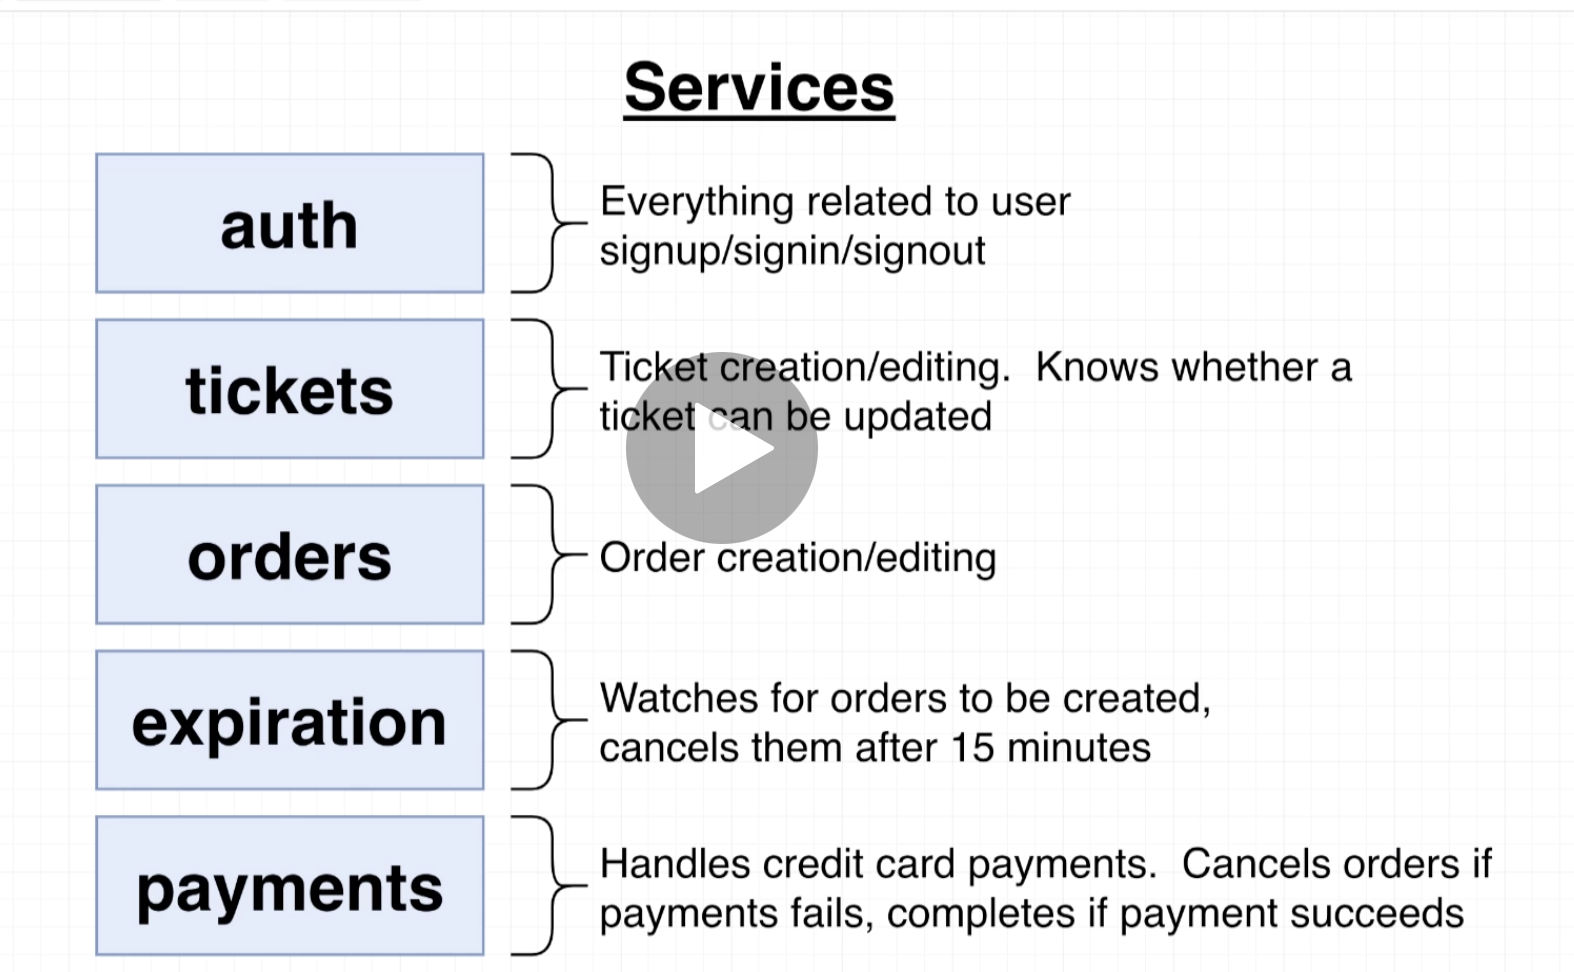 Services
auth
Everything related to user
signup/signin/signout
tickets
Ticket creation/editing.  Knows whether a
ticket can be updated
orders
Order creation/editing
expiration
Watches for orders to be created,
cancels them after 15 minutes
payments
Handles credit card payments.  Cancels orders if
payments fails, completes if payment succeeds